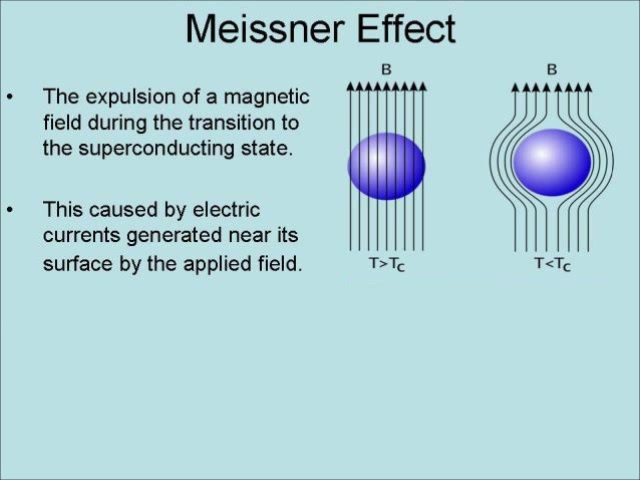 Meissner Effect
• The expulsion of a magnetic
field during the transition to
the superconducting state.
• This caused by electric
currents generated near its
surface by the applied field.
B
B
T>Tc
T<Tc